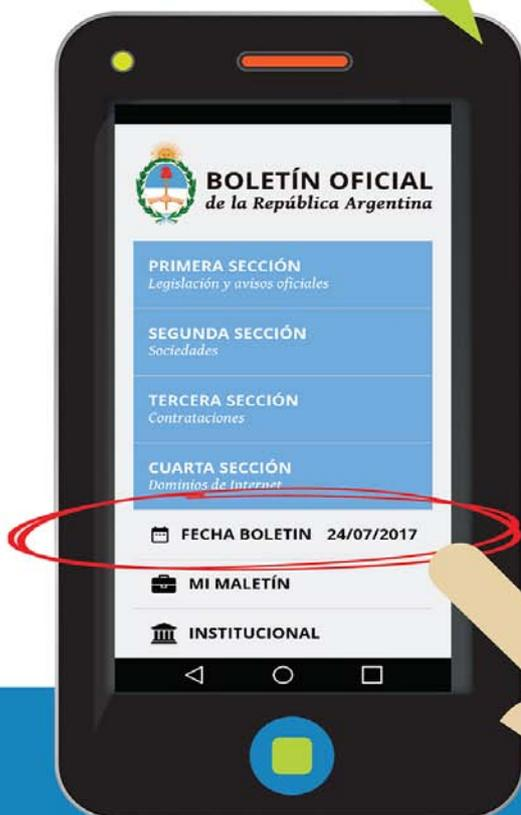 BOLETÍN OFICIAL
de la República Argentina
PRIMERA SECCIÓN
Legislación y avisos oficiales
SEGUNDA SECCIÓN
Sociedades
TERCERA SECCIÓN
Contrataciones
CUARTA SECCIÓN
Dominios de Internet
FECHA BOLETIN 24/07/2017
MI MALETÍN
INSTITUCIONAL